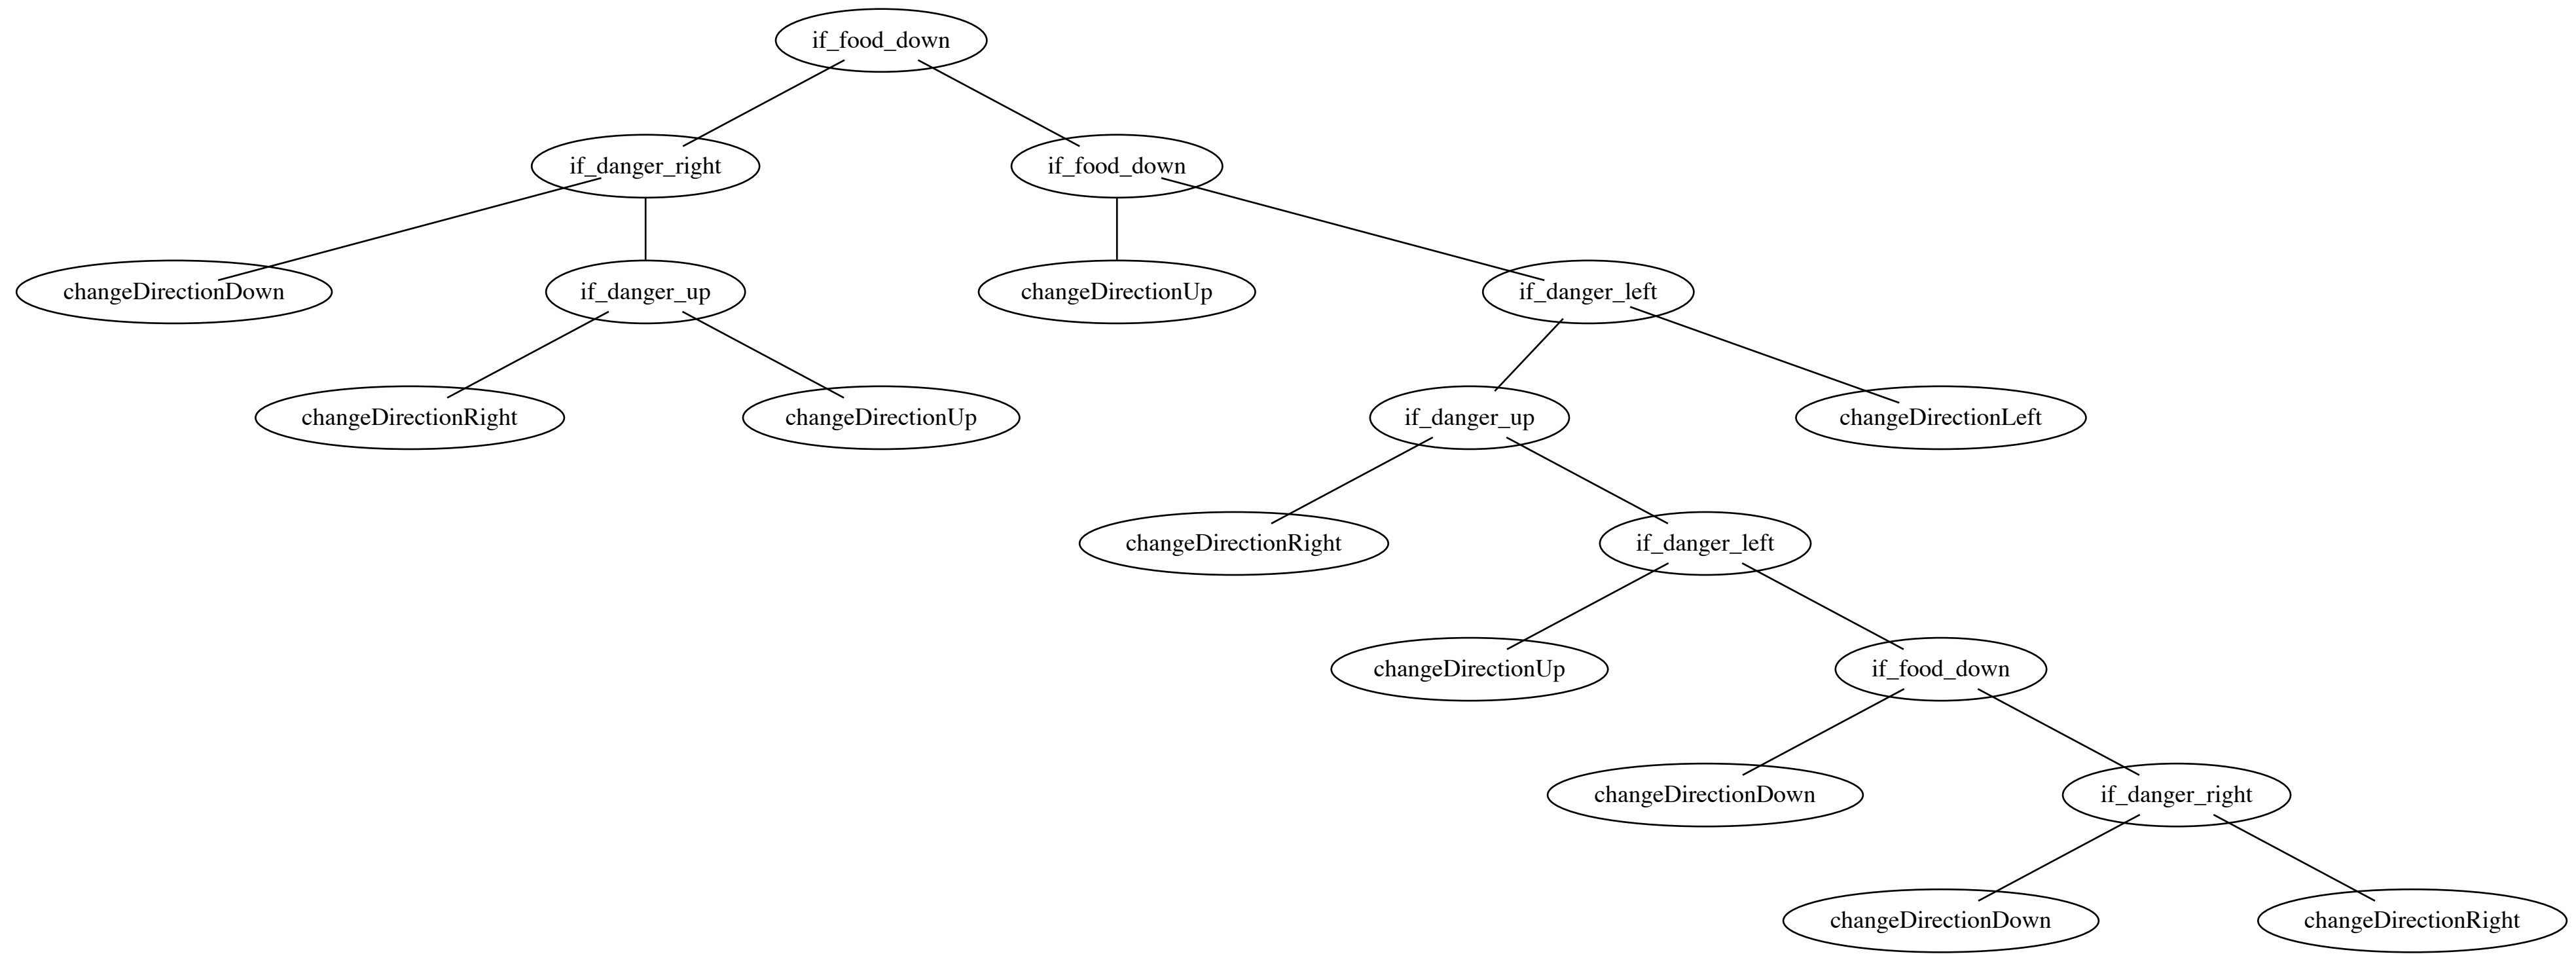 if_food_down
if_danger_right
if_food_down
changeDirectionDown
if_danger_up
changeDirectionUp
if_danger_left
changeDirectionRight
changeDirectionUp
if_danger_up
changeDirectionLeft
changeDirectionRight
if_danger_left
changeDirectionUp
if_food_down
changeDirectionDown
if_danger_right
changeDirectionDown
changeDirectionRight